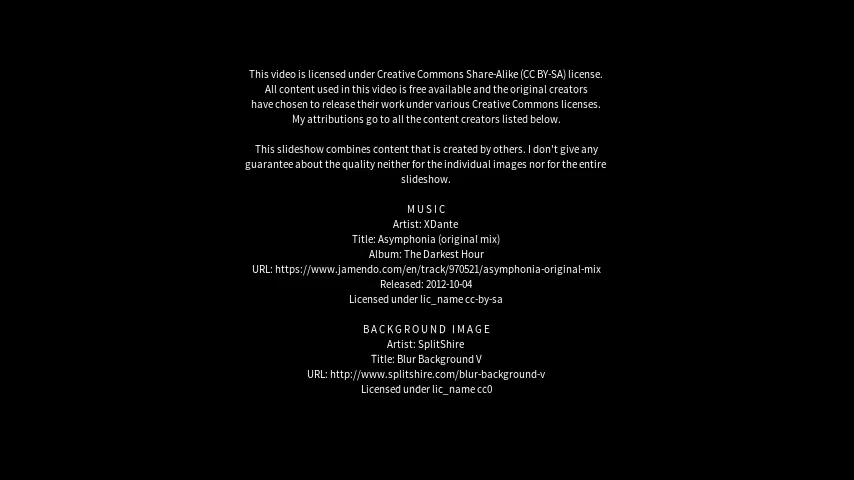 This video is licensed under Creative Commons Share-Alike (CC BY-SA) license.
All content used in this video is free available and the original creators
have chosen to release their work under various Creative Commons licenses.
My attributions go to all the content creators listed below.
This slideshow combines content that is created by others. I don't give any
guarantee about the quality neither for the individual images nor for the entire
slideshow.
MUSIC
Artist: XDante
Title: Asymphonia (original mix)
Album: The Darkest Hour
URL: https://www.jamendo.com/en/track/970521/asymphonia-original-mix
Released: 2012-10-04
Licensed under lic_name cc-by-sa
BACKGROUND IMAGE
Artist: SplitShire
Title: Blur Background V
URL: http://www.splitshire.com/blur-background-v
Licensed under lic_name cc0